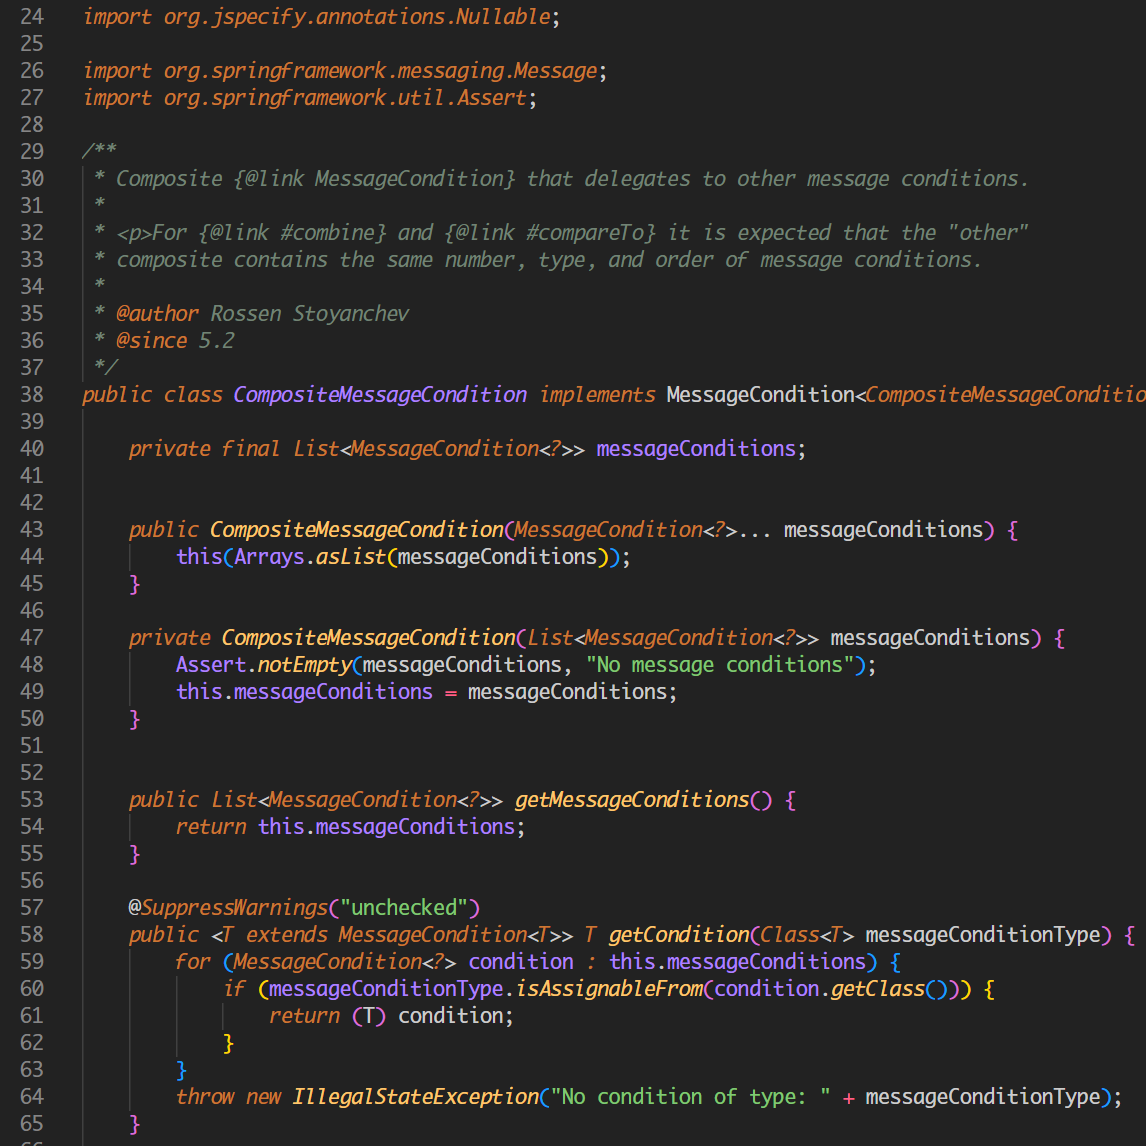 24 import org.jspecify.annotations.Nullable;
25
26 import org.springframework.messaging.Message;
27 import org.springframework.util.Assert;
28
29 /**
30  * Composite {@link MessageCondition} that delegates to other message conditions.
31  *
32  * <p>For {@link #combine} and {@link #compareTo} it is expected that the "other"
33  * composite contains the same number, type, and order of message conditions.
34  *
35  * @author Rossen Stoyanchev
36  * @since 5.2
37  */
38 public class CompositeMessageCondition implements MessageCondition<CompositeMessageConditio
39
40     private final List<MessageCondition<?>> messageConditions;
41
42
43     public CompositeMessageCondition(MessageCondition<?>... messageConditions) {
44         this(Arrays.asList(messageConditions));
45     }
46
47     private CompositeMessageCondition(List<MessageCondition<?>> messageConditions) {
48         Assert.notEmpty(messageConditions, "No message conditions");
49         this.messageConditions = messageConditions;
50     }
51
52
53     public List<MessageCondition<?>> getMessageConditions() {
54         return this.messageConditions;
55     }
56
57     @SuppressWarnings("unchecked")
58     public <T extends MessageCondition<T>> T getCondition(Class<T> messageConditionType) {
59         for (MessageCondition<?> condition : this.messageConditions) {
60             if (messageConditionType.isAssignableFrom(condition.getClass())) {
61                 return (T) condition;
62             }
63         }
64         throw new IllegalStateException("No condition of type: " + messageConditionType);
65     }